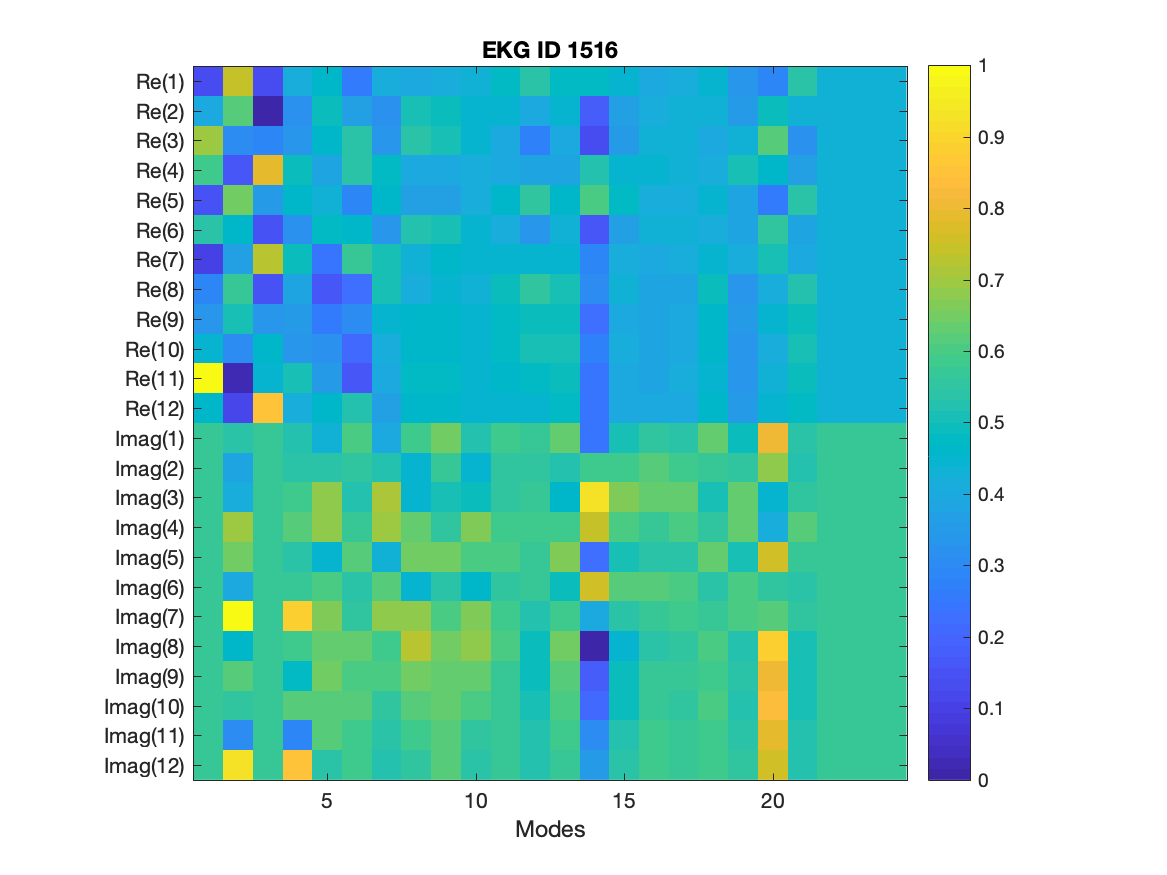 EKG ID 1516
Re(1)
Re(2)
Re(3)
Re(4)
Re(5)
Re(6)
Re(7)
Re(8)
Re(9)
Re(10)
Re(11)
Re(12)
Imag(1)
Imag(2)
Imag(3)
Imag(4)
Imag(5)
Imag(6)
Imag(7)
Imag(8)
Imag(9)
Imag(10)
Imag(11)
Imag(12)
5 10 15 20
Modes
1
0.9
0.8
0.7
0.6
0.5
0.4
0.3
0.2
0.1
0